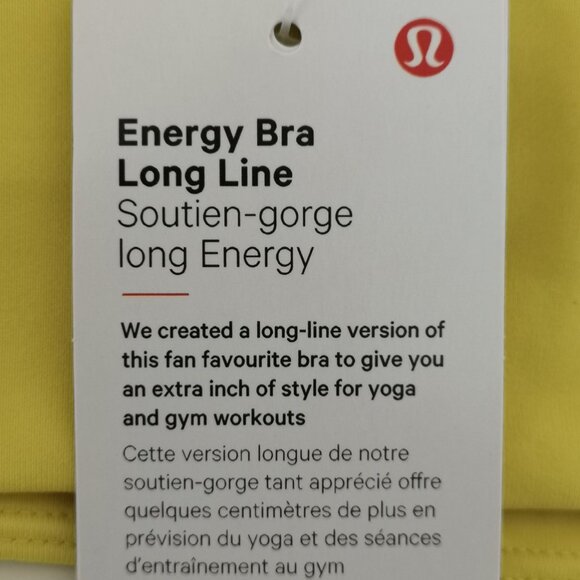 Energy Bra
Long Line
Soutien-gorge
long Energy
We created a long-line version of
this fan favourite bra to give you
an extra inch of style for yoga
and gym workouts
Cette version longue de notre
soutien-gorge tant apprécié offre
quelques centimètres de plus en
prévision du yoga et des séances
d'entraînement au gym